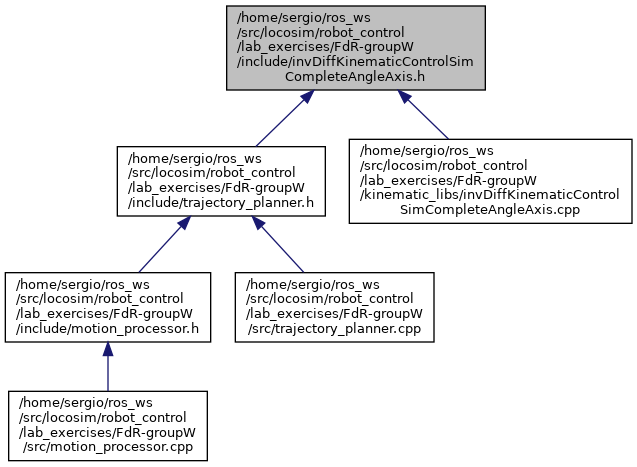 /home/sergio/ros_ws
/src/locosim/robot_control
/lab_exercises/FdR-groupW
/include/invDiffKinematicControlSim
CompleteAngleAxis.h
/home/sergio/ros_ws
/src/locosim/robot_control
/lab_exercises/FdR-groupW
/include/trajectory_planner.h
/home/sergio/ros_ws
/src/locosim/robot_control
/lab_exercises/FdR-groupW
/kinematic_libs/invDiffKinematicControl
SimCompleteAngleAxis.cpp
/home/sergio/ros_ws
/src/locosim/robot_control
/lab_exercises/FdR-groupW
/include/motion_processor.h
/home/sergio/ros_ws
/src/locosim/robot_control
/lab_exercises/FdR-groupW
/src/trajectory_planner.cpp
/home/sergio/ros_ws
/src/locosim/robot_control
/lab_exercises/FdR-groupW
/src/motion_processor.cpp